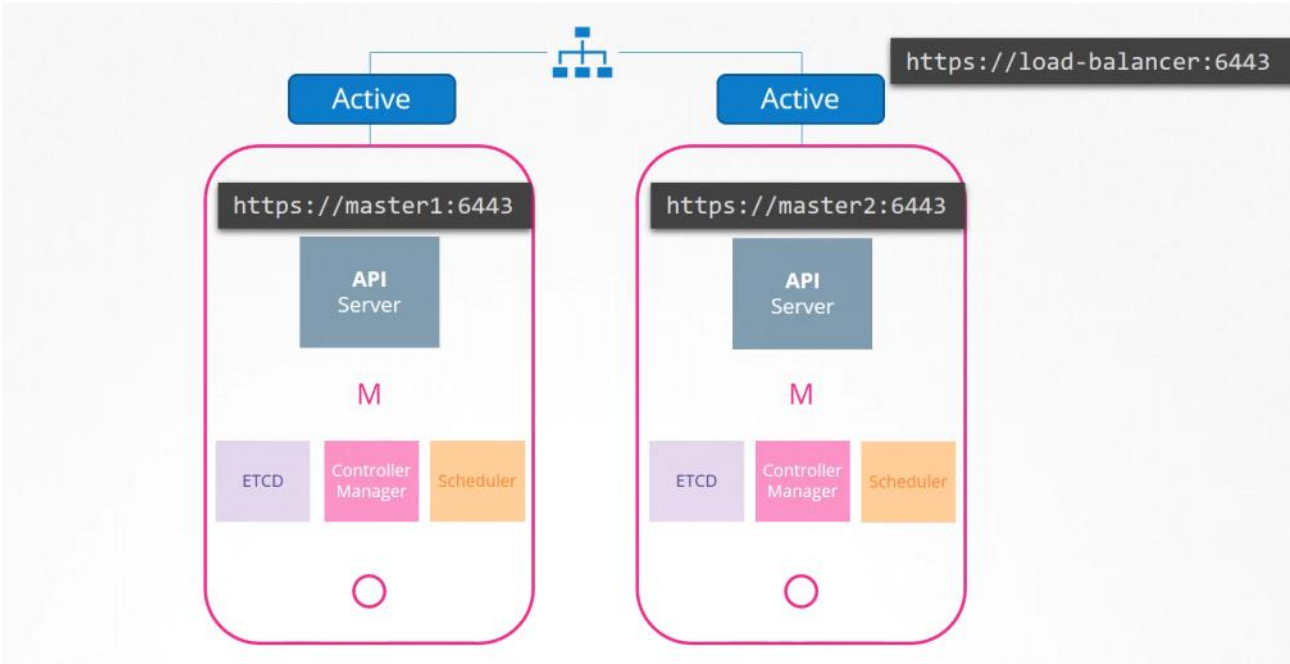 https://load-balancer:6443
Active
Active
https://master1:6443
https://master2:6443
API
Server
API
Server
M
M
ETCD
Controller
Manager
Scheduler
ETCD
Controller
Manager
Scheduler